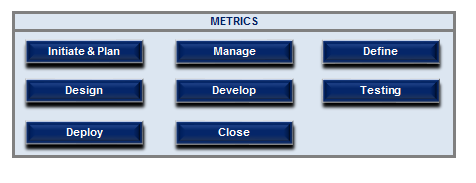 METRICS
Initiate & Plan Manage Define
Design Develop Testing
Deploy Close